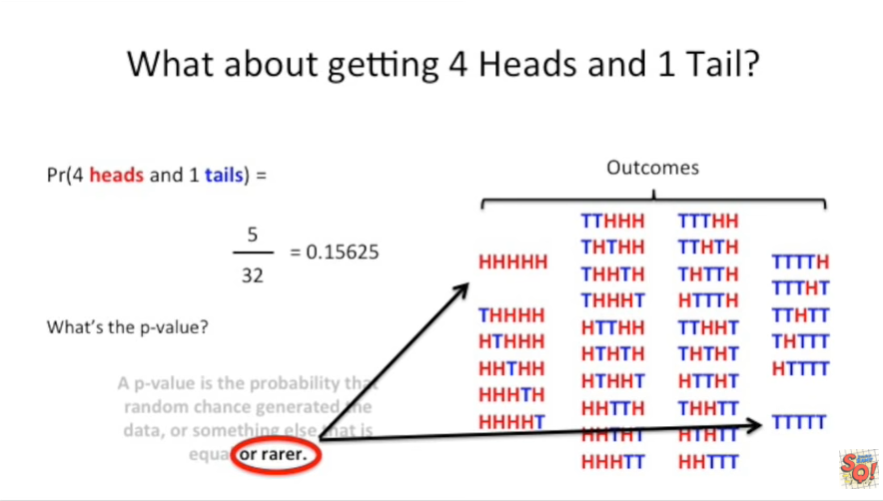 What about getting 4 Heads and 1 Tail?
Pr(4 heads and 1 tails) =
5
32
= 0.15625
What's the p-value?
A p-value is the probability that
random chance generated the
data, or something else that is
equa or rarer.
Outcomes
HHHHH
THHHH
HTHHH
HHTHH
HHHTH
HHHHT
TTHHH
THTHH
THHTH
THHHT
HTTHH
HTHTH
HTHHT
HHTTH
HHTHT
HHHTT
TTTHH
TTHTH
THTTH
HTTTH
TTHHT
THTHT
HTTHT
THHTT
HTHTT
HHTTT
TTTTH
TTTHT
TTHTT
THTTT
HTTTT
TTTTT
SQ!